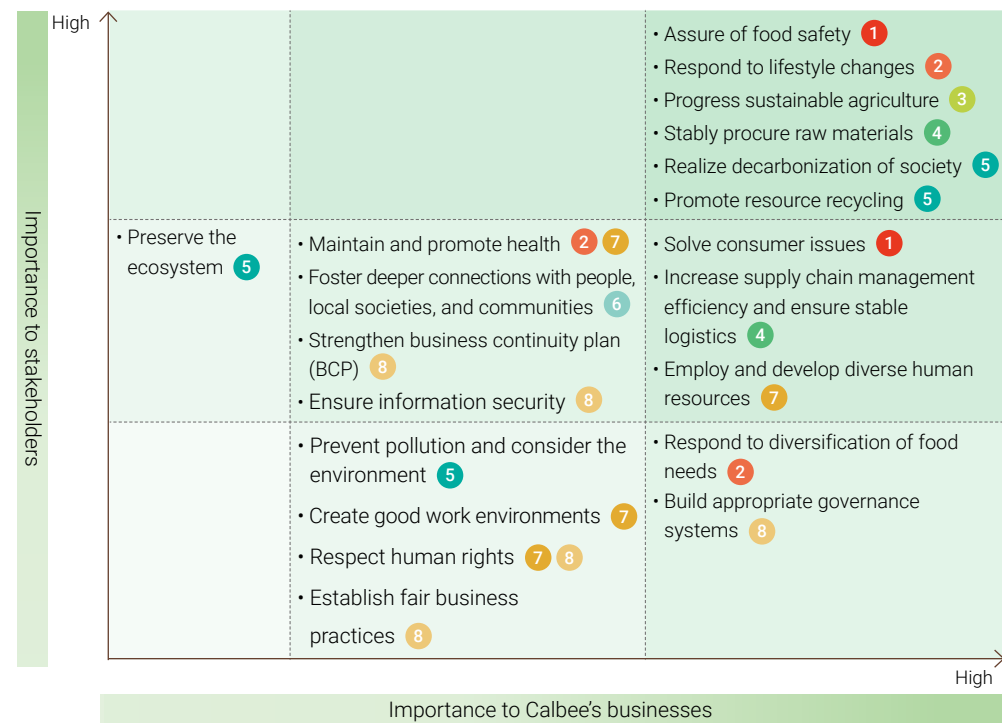 High
Importance to stakeholders
• Assure of food safety 1
• Respond to lifestyle changes 2
• Progress sustainable agriculture 3
• Stably procure raw materials 4
• Realize decarbonization of society 5
• Promote resource recycling 5
• Preserve the
ecosystem 5
• Maintain and promote health 2 7
• Foster deeper connections with people,
local societies, and communities 6
• Strengthen business continuity plan
(BCP) 8
• Ensure information security 8
• Solve consumer issues 1
• Increase supply chain management
efficiency and ensure stable
logistics 4
• Employ and develop diverse human
resources 7
• Prevent pollution and consider the
environment 5
• Create good work environments 7
• Respect human rights 7 8
• Establish fair business
practices 8
• Respond to diversification of food
needs 2
• Build appropriate governance
systems 8
High
Importance to Calbee's businesses